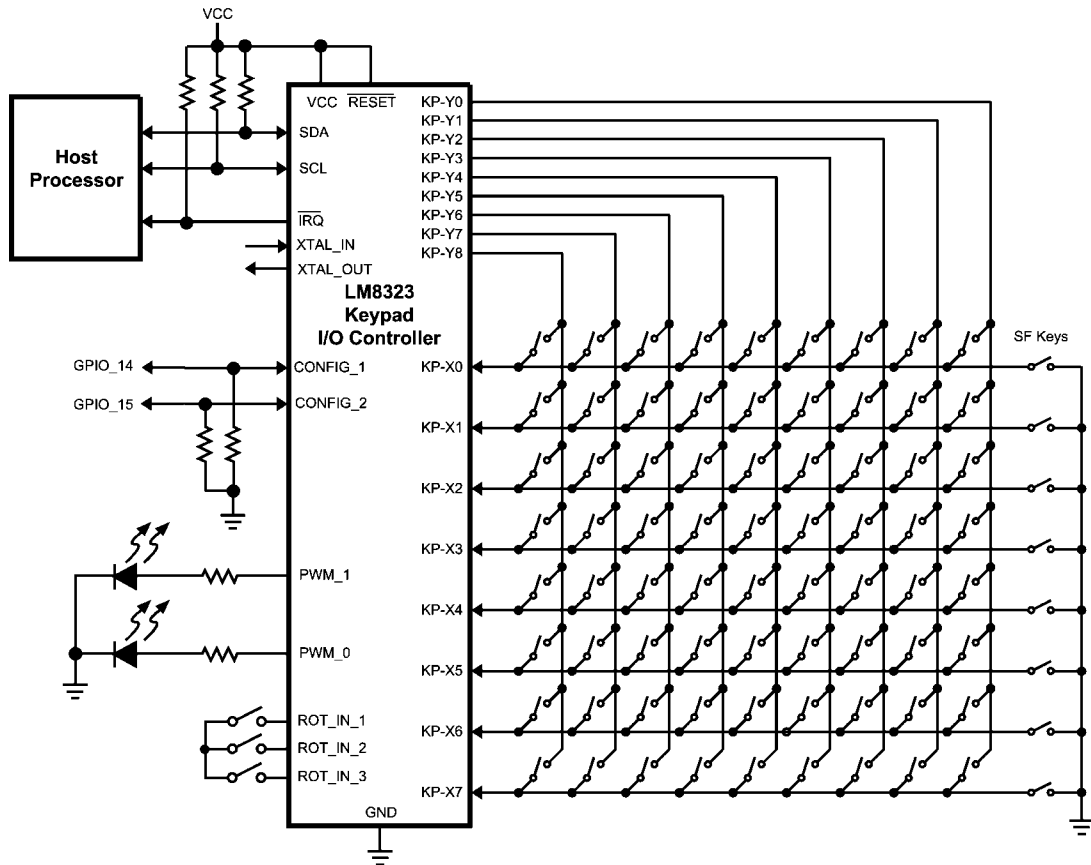 VCC
VCC RESET
Host
Processor
SDA
SCL
IRQ
XTAL_IN
XTAL_OUT
LM8323
Keypad
I/O Controller
KP-Y0
KP-Y1
KP-Y2
KP-Y3
KP-Y4
KP-Y5
KP-Y6
KP-Y7
KP-Y8
SF Keys
GPIO_14
CONFIG_1
GPIO_15
CONFIG_2
KP-X0
KP-X1
KP-X2
KP-X3
KP-X4
KP-X5
KP-X6
KP-X7
PWM_1
PWM_0
ROT_IN_1
ROT_IN_2
ROT_IN_3
GND